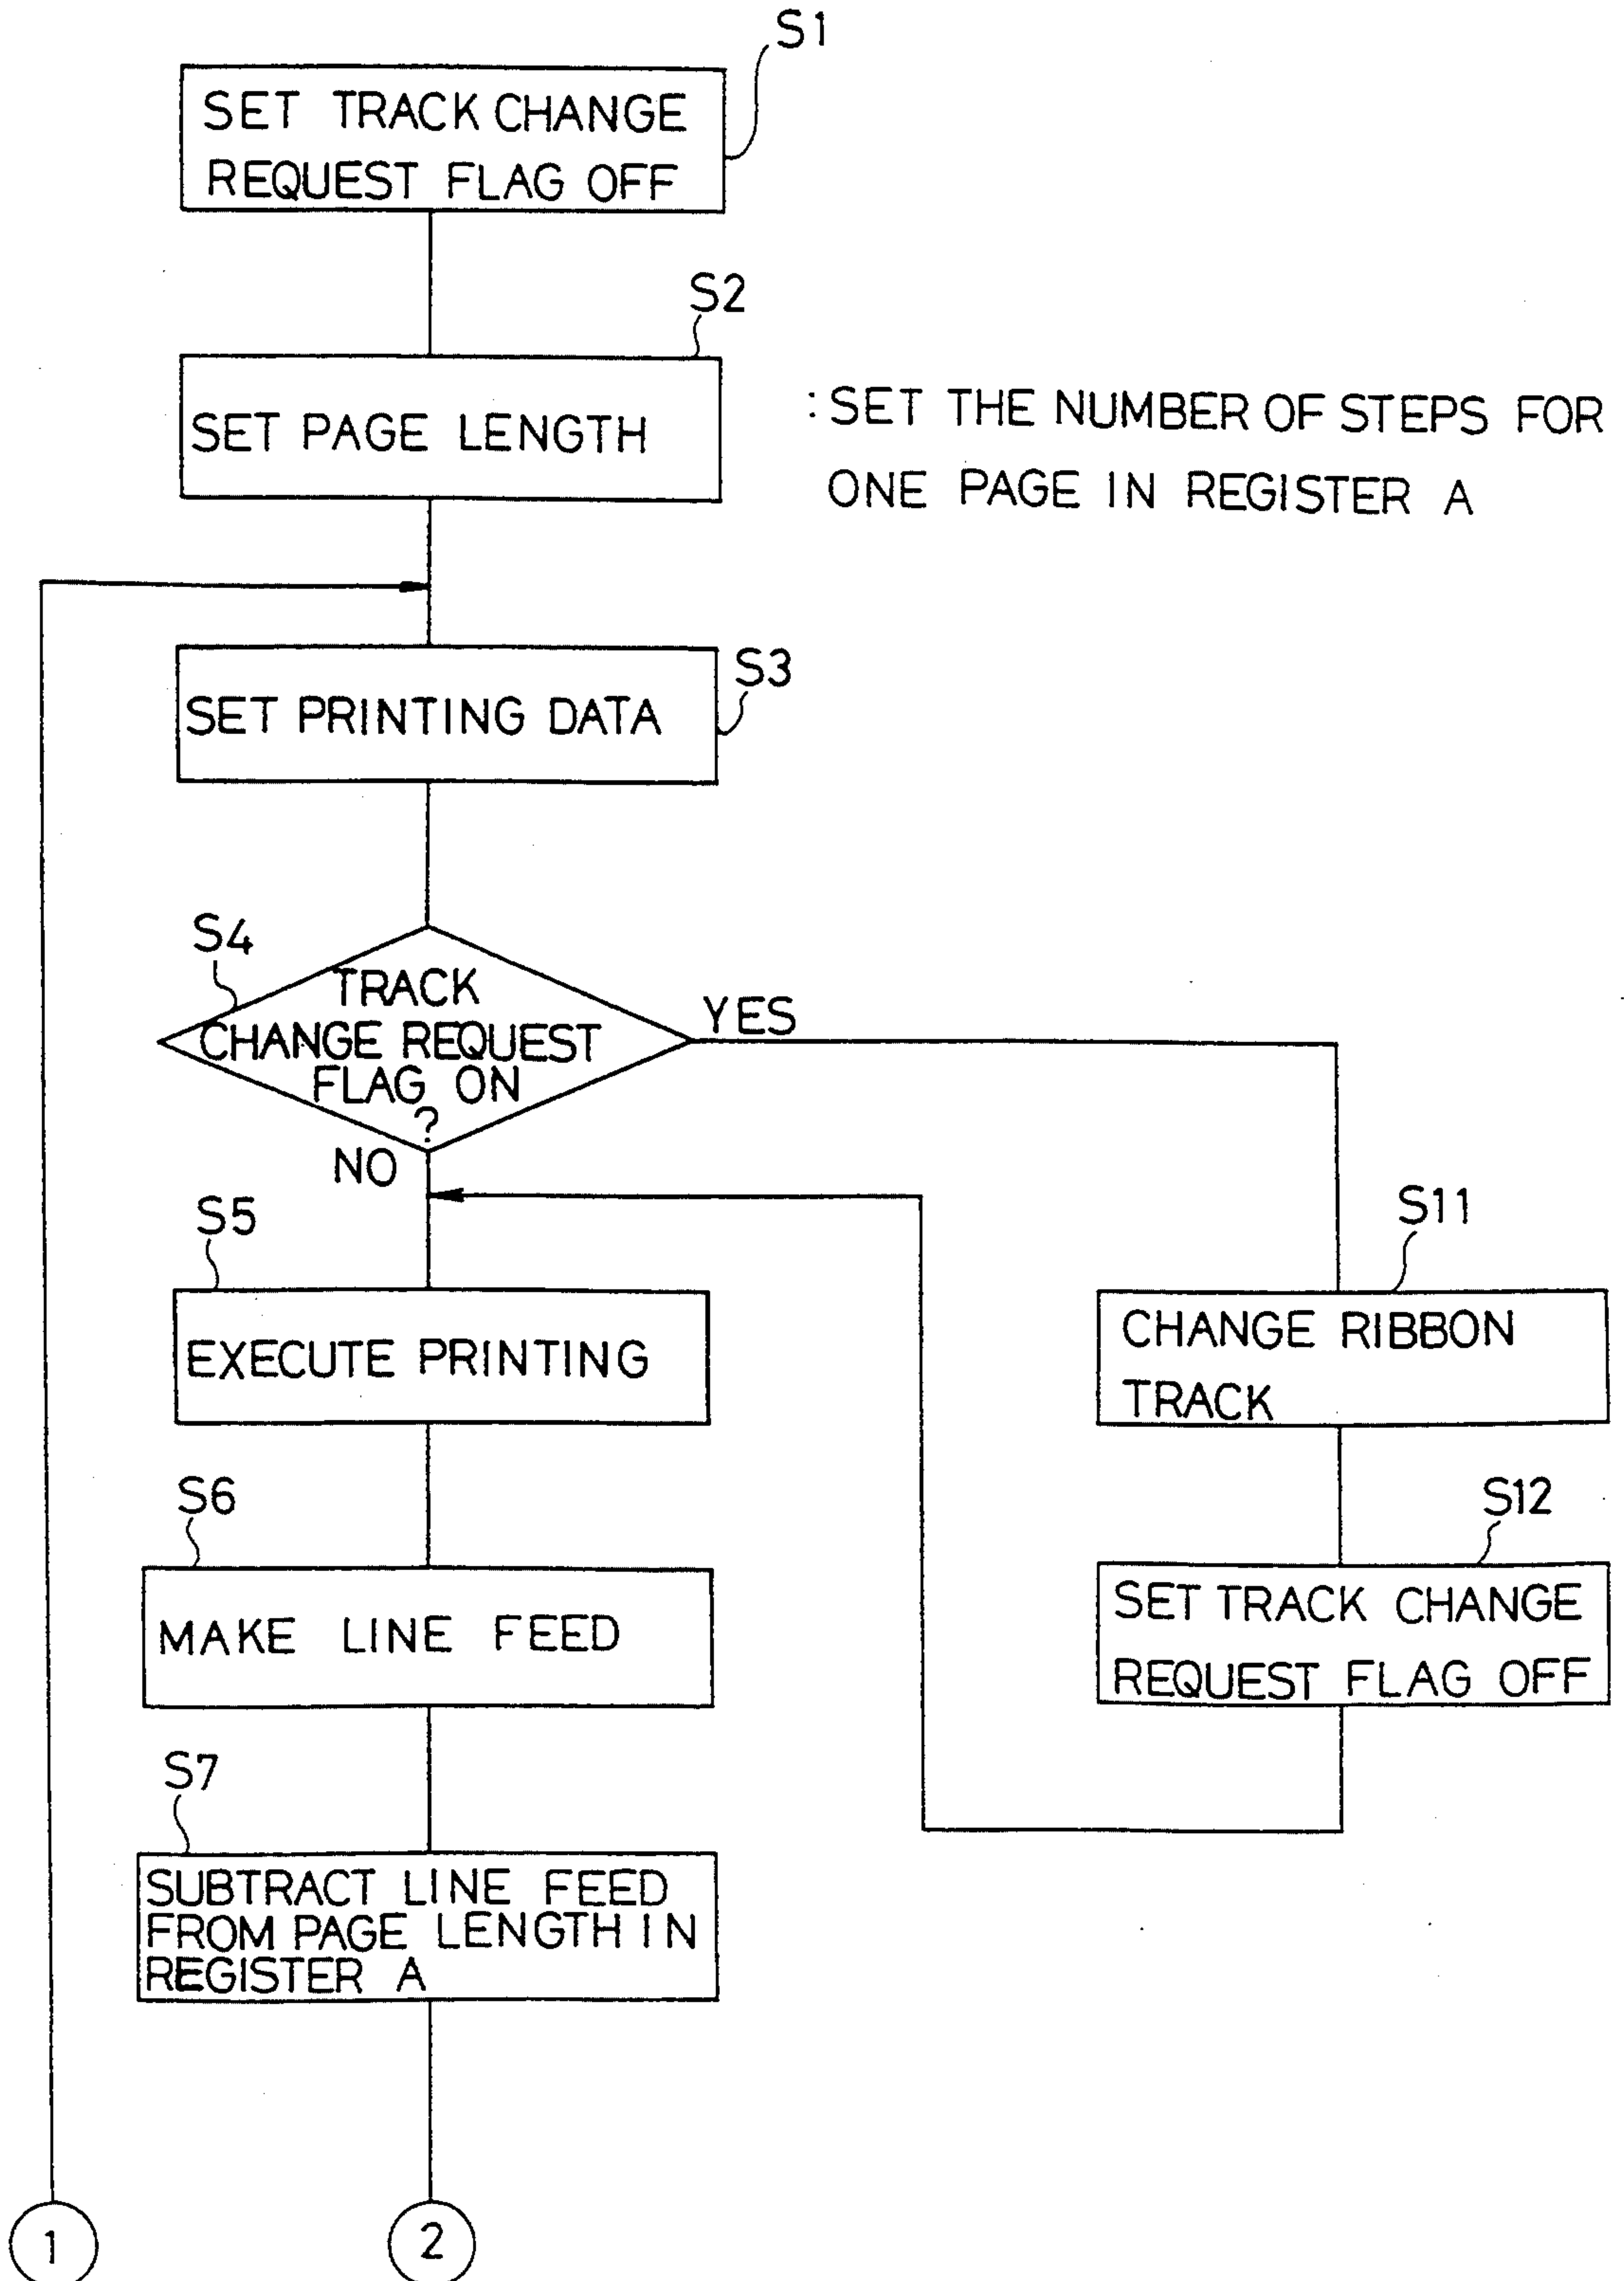 S1
SET TRACK CHANGE
REQUEST FLAG OFF
S2
SET PAGE LENGTH
: SET THE NUMBER OF STEPS FOR
ONE PAGE IN REGISTER A
S3
SET PRINTING DATA
S4
TRACK
CHANGE REQUEST
FLAG ON
?
YES
NO
S5
EXECUTE PRINTING
S11
CHANGE RIBBON
TRACK
S6
MAKE LINE FEED
S12
SET TRACK CHANGE
REQUEST FLAG OFF
S7
SUBTRACT LINE FEED
FROM PAGE LENGTH IN
REGISTER A
1
2